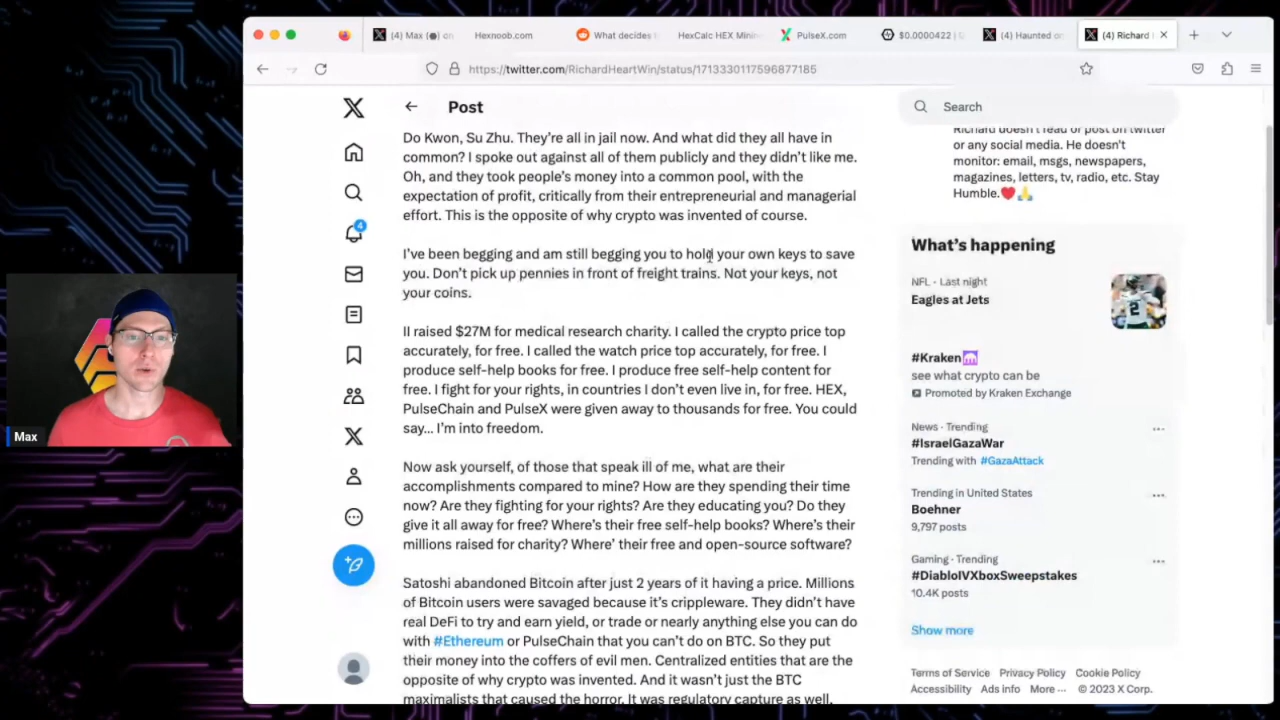 (4) Max (⬣) on
Hexnoob.com
What decides
HexCalc HEX Minin
PulseX.com
$0.0000422 |
(4) Haunted on
(4) Richard
https://twitter.com/RichardHeartWin/status/1713330117596877185
Post
Search
Do Kwon, Su Zhu. They're all in jail now. And what did they all have in
common? I spoke out against all of them publicly and they didn't like me.
Oh, and they took people's money into a common pool, with the
expectation of profit, critically from their entrepreneurial and managerial
effort. This is the opposite of why crypto was invented of course.
I've been begging and am still begging you to hold your own keys to save
you. Don't pick up pennies in front of freight trains. Not your keys, not
your coins.
II raised $27M for medical research charity. I called the crypto price top
accurately, for free. I called the watch price top accurately, for free. I
produce self-help books for free. I produce free self-help content for
free. I fight for your rights, in countries I don't even live in, for free. HEX,
PulseChain and PulseX were given away to thousands for free. You could
say... I'm into freedom.
Now ask yourself, of those that speak ill of me, what are their
accomplishments compared to mine? How are they spending their time
now? Are they fighting for your rights? Are they educating you? Do they
give it all away for free? Where's their free self-help books? Where's their
millions raised for charity? Where' their free and open-source software?
Satoshi abandoned Bitcoin after just 2 years of it having a price. Millions
of Bitcoin users were savaged because it's crippleware. They didn't have
real DeFi to try and earn yield, or trade or nearly anything else you can do
with #Ethereum or PulseChain that you can't do on BTC. So they put
their money into the coffers of evil men. Centralized entities that are the
opposite of why crypto was invented. And it wasn't just the BTC
maximalists that caused the horror. It was regulatory capture as well.
Richard doesn't read or post on twitter
or any social media. He doesn't
monitor: email, msgs, newspapers,
magazines, letters, tv, radio, etc. Stay
Humble.❤️🙏
What's happening
NFL · Last night
Eagles at Jets
#Kraken
see what crypto can be
Promoted by Kraken Exchange
News · Trending
#IsraelGazaWar
Trending with #GazaAttack
Trending in United States
Boehner
9,797 posts
Gaming · Trending
#DiabloIVXboxSweepstakes
10.4K posts
Show more
Terms of Service Privacy Policy Cookie Policy
Accessibility Ads info More ··· © 2023 X Corp.
4
Max